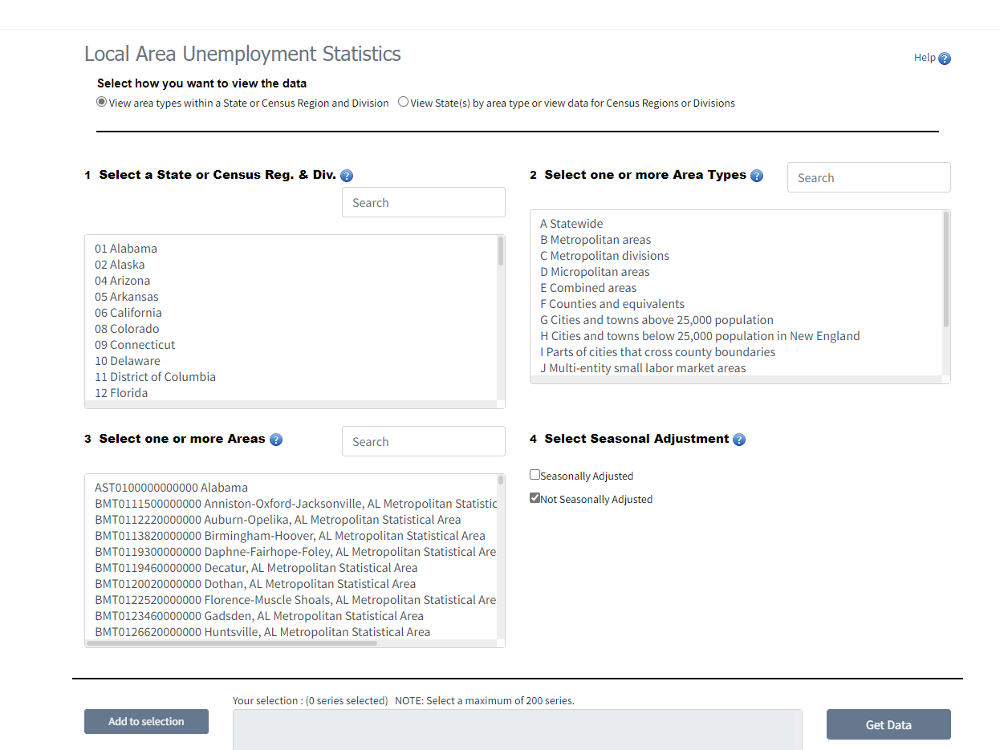 Local Area Unemployment Statistics
Help
Select how you want to view the data
View area types within a State or Census Region and Division View State(s) by area type or view data for Census Regions or Divisions
1 Select a State or Census Reg. & Div.
Search
01 Alabama
02 Alaska
04 Arizona
05 Arkansas
06 California
08 Colorado
09 Connecticut
10 Delaware
11 District of Columbia
12 Florida
2 Select one or more Area Types
Search
A Statewide
B Metropolitan areas
C Metropolitan divisions
D Micropolitan areas
E Combined areas
F Counties and equivalents
G Cities and towns above 25,000 population
H Cities and towns below 25,000 population in New England
I Parts of cities that cross county boundaries
J Multi-entity small labor market areas
3 Select one or more Areas
Search
AST0100000000000 Alabama
BMT0111500000000 Anniston-Oxford-Jacksonville, AL Metropolitan Statistic
BMT0112220000000 Auburn-Opelika, AL Metropolitan Statistical Area
BMT0113820000000 Birmingham-Hoover, AL Metropolitan Statistical Area
BMT0119300000000 Daphne-Fairhope-Foley, AL Metropolitan Statistical Are
BMT0119460000000 Decatur, AL Metropolitan Statistical Area
BMT0120020000000 Dothan, AL Metropolitan Statistical Area
BMT0122520000000 Florence-Muscle Shoals, AL Metropolitan Statistical Are
BMT0123460000000 Gadsden, AL Metropolitan Statistical Area
BMT0126620000000 Huntsville, AL Metropolitan Statistical Area
4 Select Seasonal Adjustment
Seasonally Adjusted
Not Seasonally Adjusted
Your selection : (0 series selected) NOTE: Select a maximum of 200 series.
Add to selection
Get Data